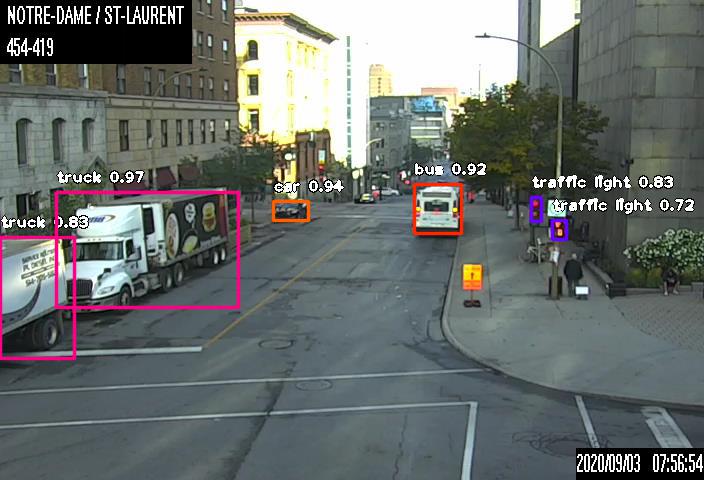 NOTRE-DAME / ST-LAURENT
454-419
truck 0.97
car 0.94
bus 0.92
traffic light 0.83
traffic light 0.72
truck 0.83
2020/09/03 07:56:54